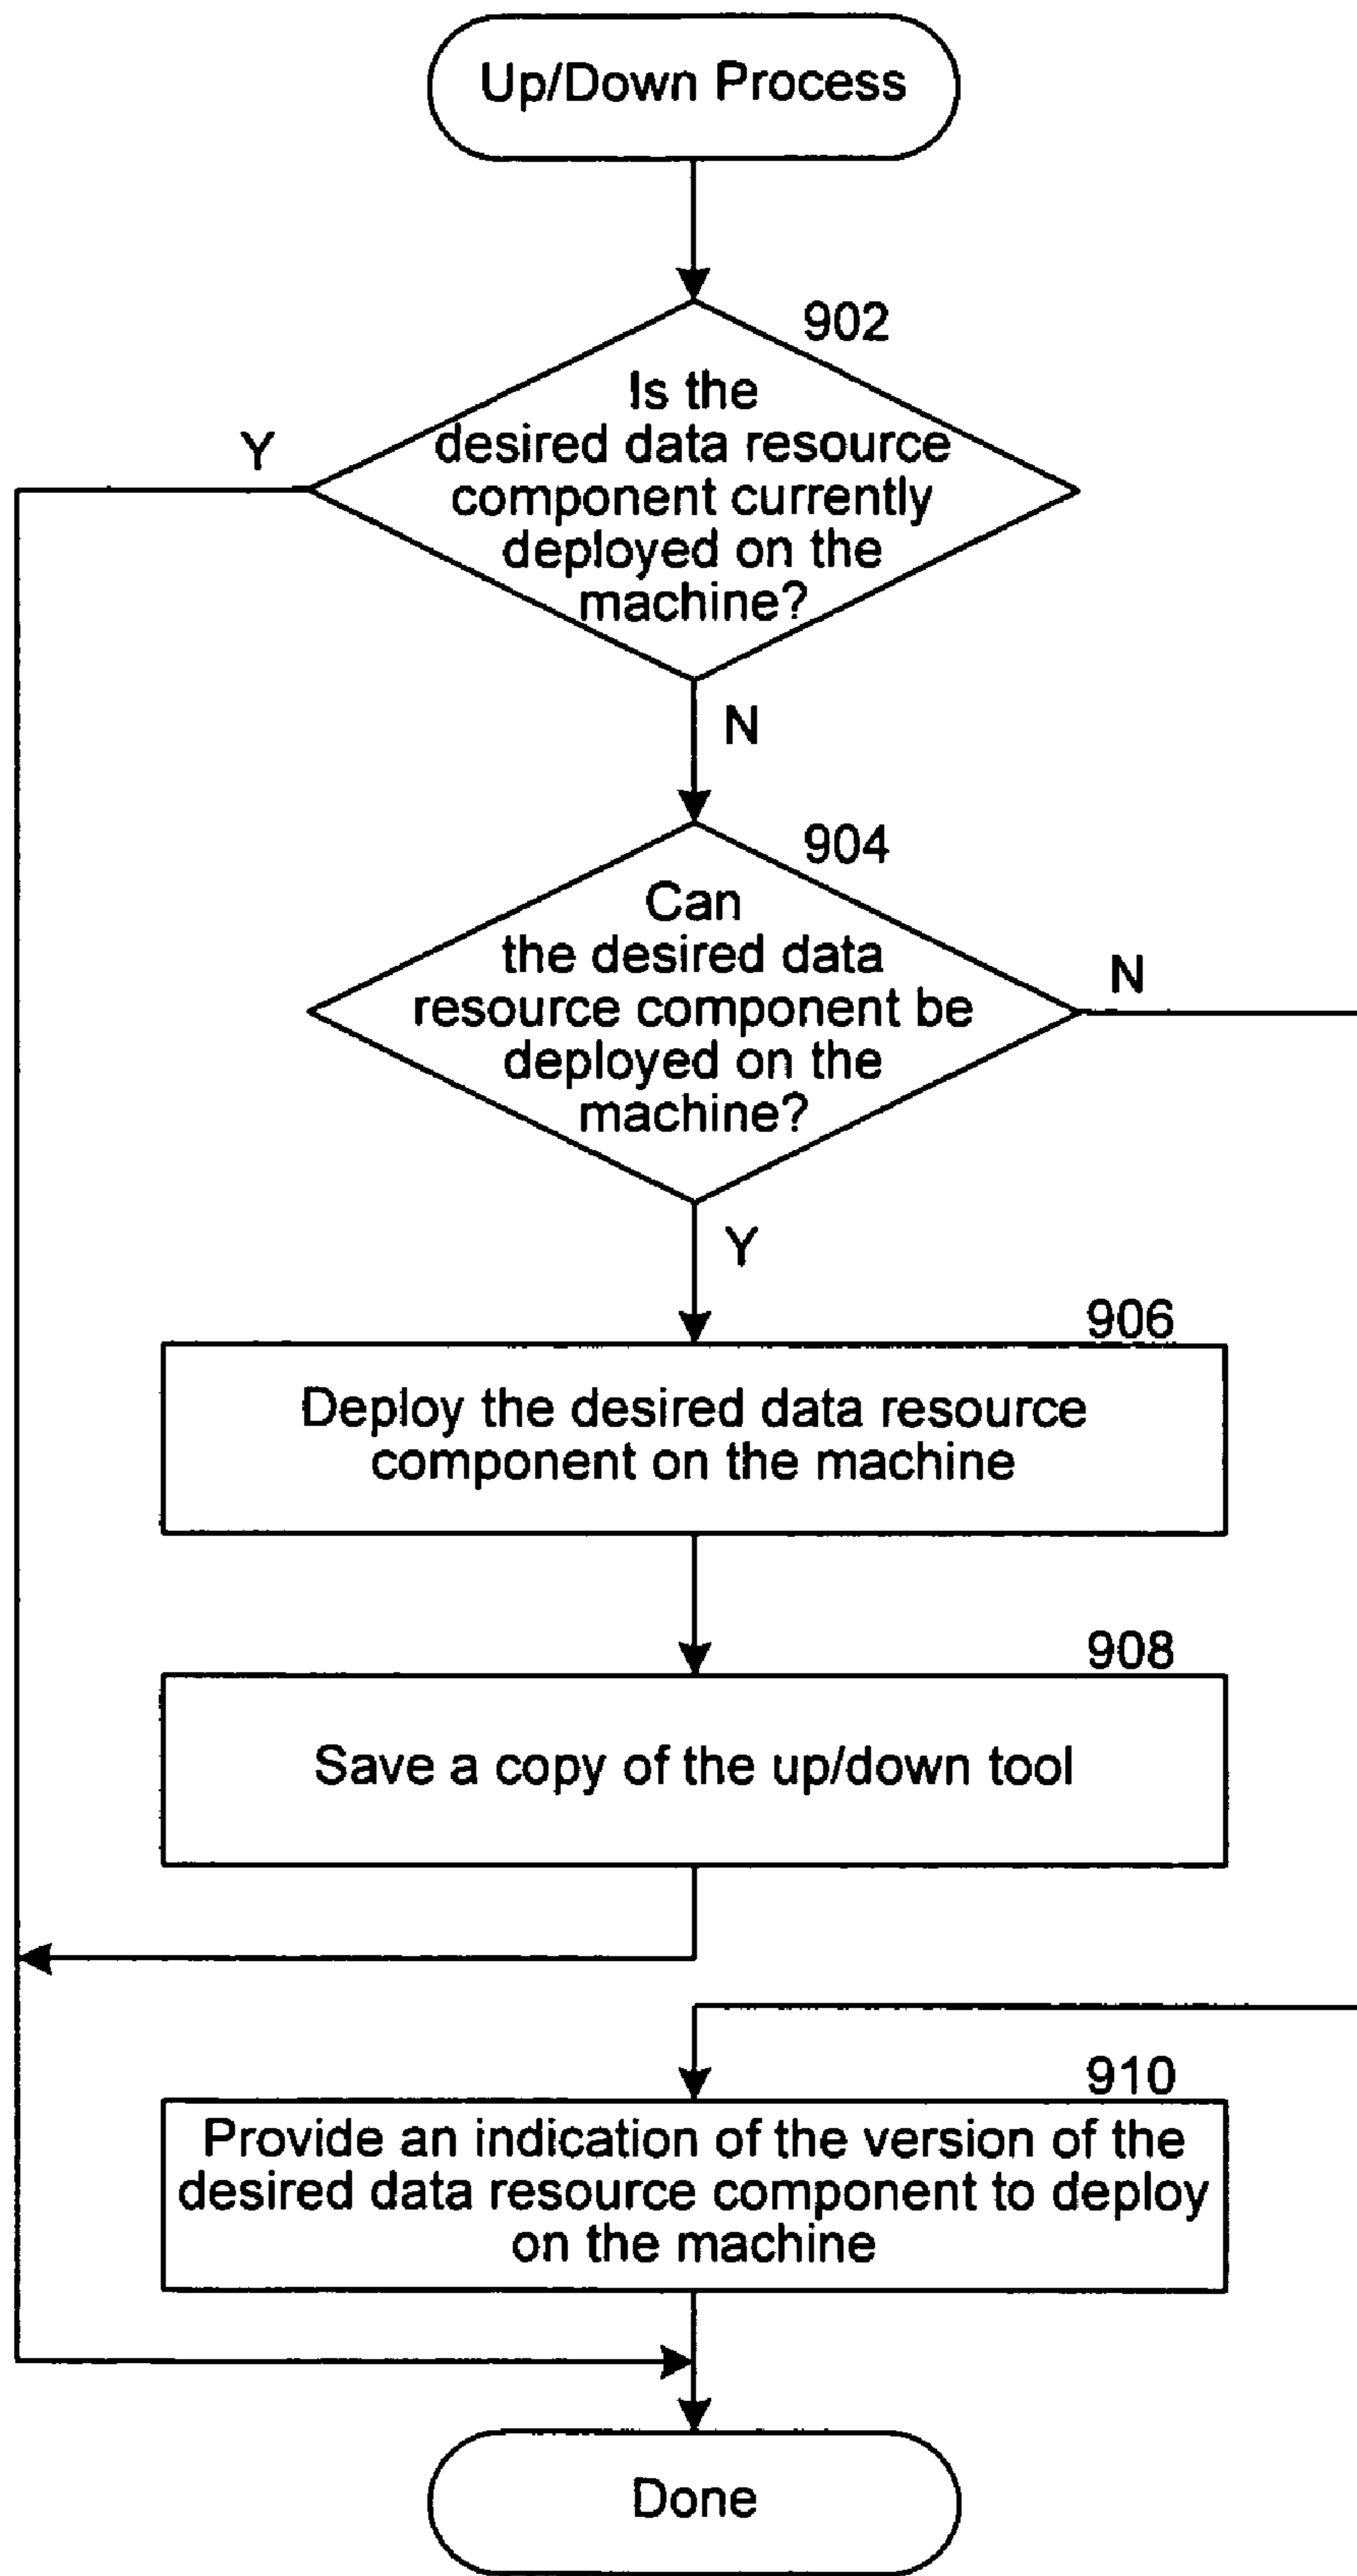 Up/Down Process
902
Is the
desired data resource
component currently
deployed on the
machine?
Y
N
904
Can
the desired data
resource component be
deployed on the
machine?
N
Y
906
Deploy the desired data resource
component on the machine
908
Save a copy of the up/down tool
910
Provide an indication of the version of the
desired data resource component to deploy
on the machine
Done